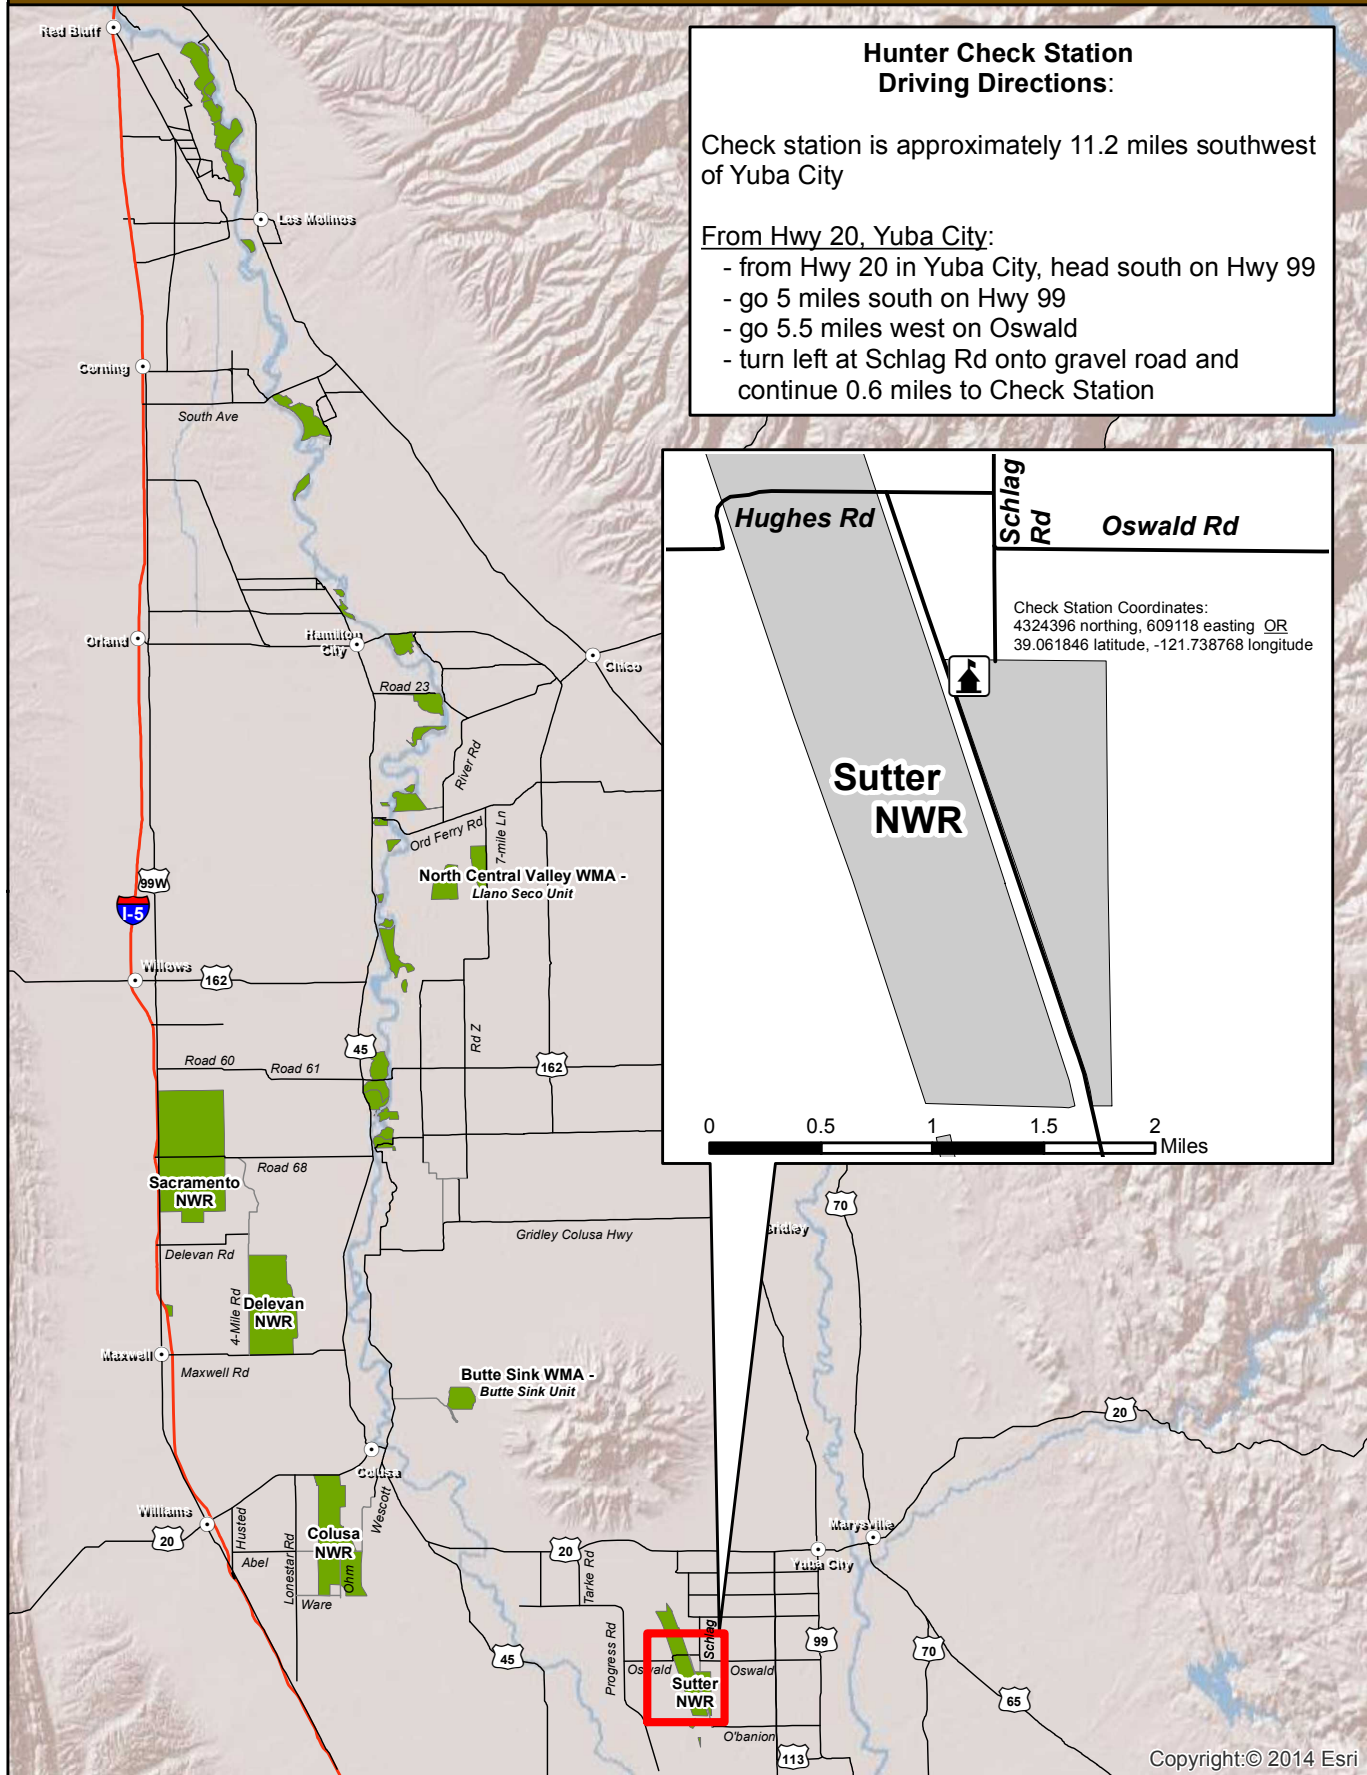 Hunter Check Station
Driving Directions:
Check station is approximately 11.2 miles southwest
of Yuba City
From Hwy 20, Yuba City:
- from Hwy 20 in Yuba City, head south on Hwy 99
- go 5 miles south on Hwy 99
- go 5.5 miles west on Oswald
- turn left at Schlag Rd onto gravel road and
continue 0.6 miles to Check Station
Hughes Rd
Schlag
Rd
Oswald Rd
Check Station Coordinates:
4324396 northing, 609118 easting OR
39.061846 latitude, -121.738768 longitude
Sutter
NWR
0
0.5
1
1.5
2
Miles
Red Bluff
Los Molinos
Corning
South Ave
Orland
Hamilton
City
Chico
Road 23
River Rd
Ord Ferry Rd
7-mile Ln
North Central Valley WMA -
Llano Seco Unit
99W
I-5
Willows
162
45
Rd Z
162
Road 60
Road 61
Road 68
Sacramento
NWR
Delevan Rd
4-Mile Rd
Delevan
NWR
Gridley Colusa Hwy
Gridley
70
Maxwell
Maxwell Rd
Butte Sink WMA -
Butte Sink Unit
20
Colusa
Williams
20
Husted
Abel
Lonestar Rd
Colusa
NWR
Ohm
Wescott
Ware
20
Tarke Rd
Marysville
Yuba City
45
Progress Rd
Schlag
Oswald
Oswald
Sutter
NWR
99
70
65
O'banion
113
Copyright:© 2014 Esri